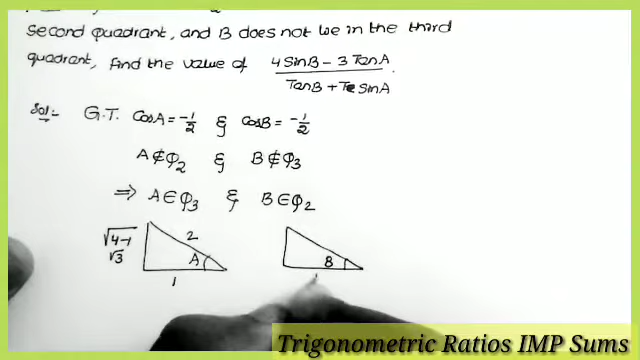 second quadrant, and B does not lie in the third
quadrant, find the value of 4 SinB - 3 TanA / TanB + SinA .
Sol:- G.T. CosA = -1/2 & CosB = -1/2
A∉Q2 & B∉Q3
⇒ A∈Q3 & B∈Q2
√4-1 2
√3 A B
1
Trigonometric Ratios IMP Sums